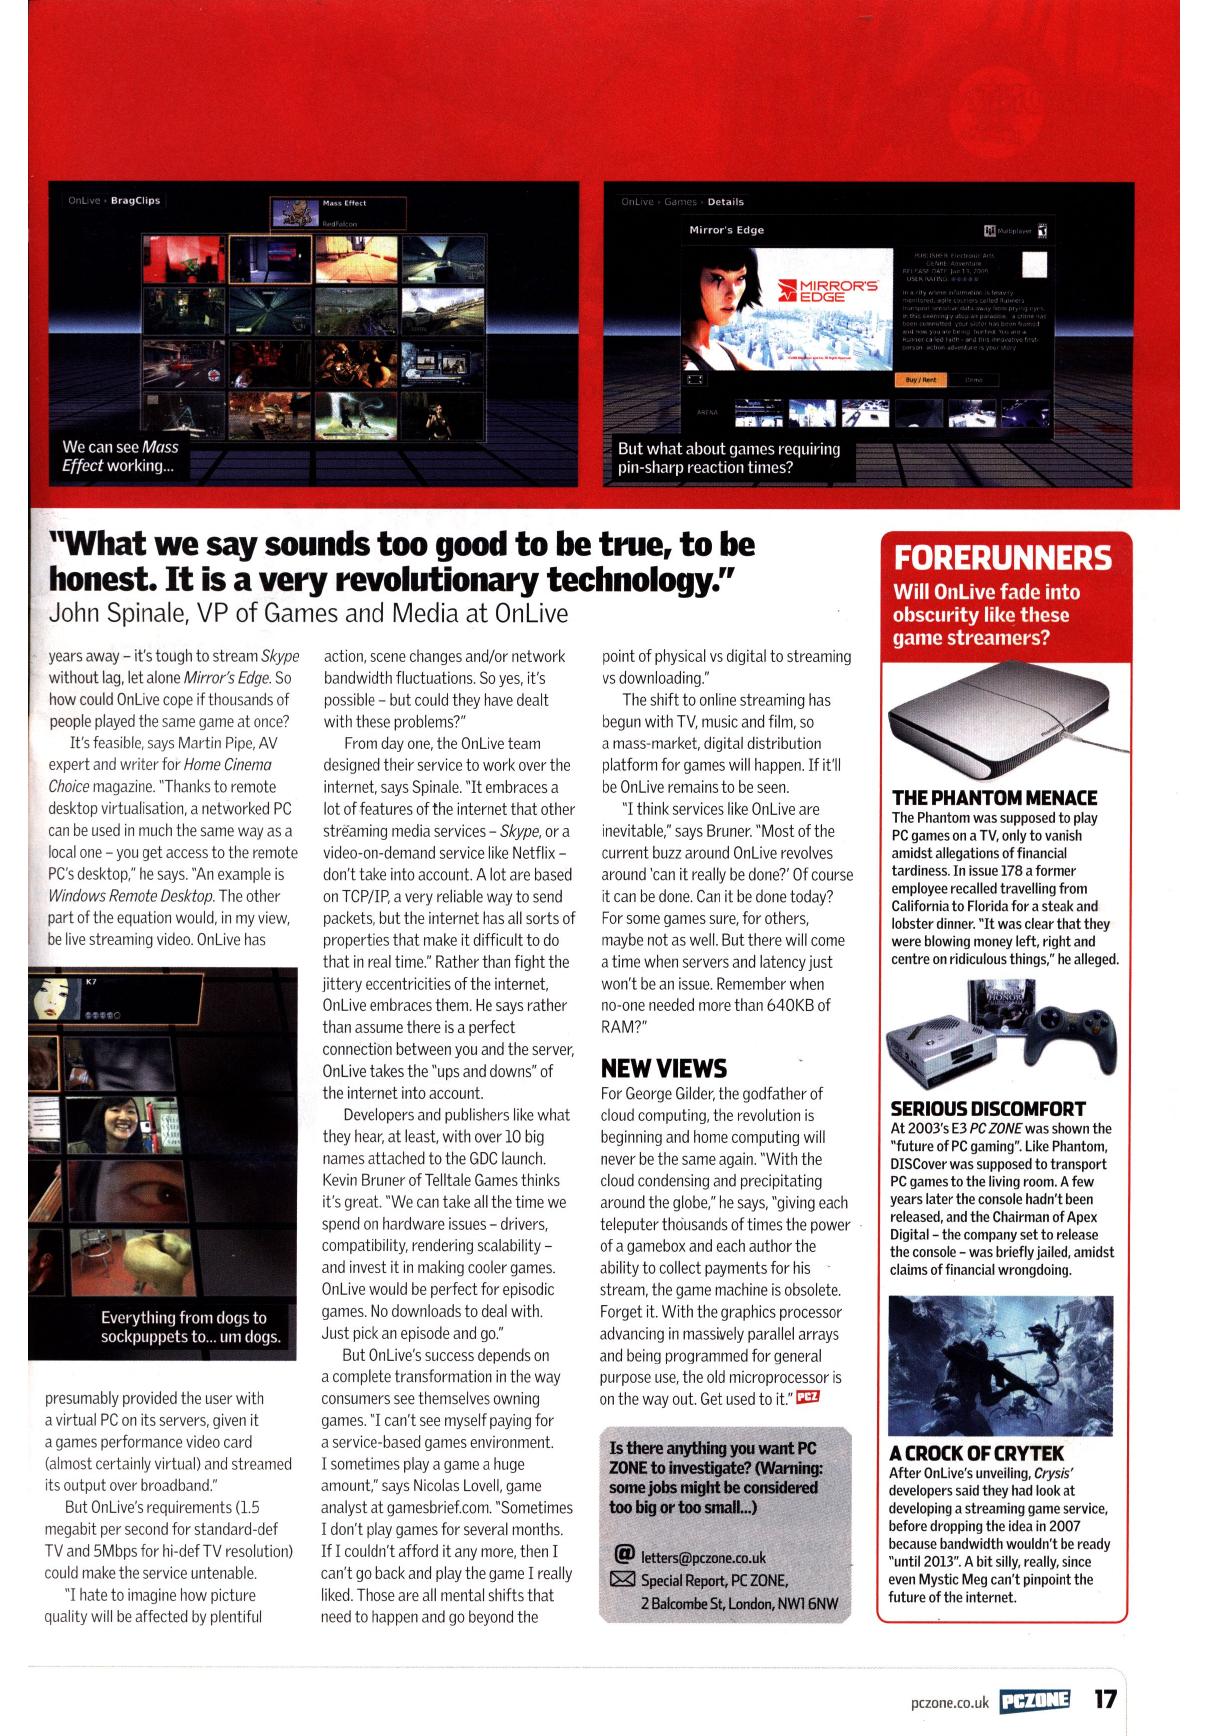 OnLive › BragClips
Mass Effect
RedFalcon
We can see Mass
Effect working...
OnLive › Games › Details
Mirror's Edge
Multiplayer
PUBLISHER: Electronic Arts
GENRE: Adventure
RELEASE DATE: Jan 13, 2009
USER RATING:
MIRROR'S
EDGE
Buy / Rent
Demo
ARENA
But what about games requiring
pin-sharp reaction times?
"What we say sounds too good to be true, to be
honest. It is a very revolutionary technology."
John Spinale, VP of Games and Media at OnLive
years away – it's tough to stream Skype
without lag, let alone Mirror's Edge. So
how could OnLive cope if thousands of
people played the same game at once?
It's feasible, says Martin Pipe, AV
expert and writer for Home Cinema
Choice magazine. "Thanks to remote
desktop virtualisation, a networked PC
can be used in much the same way as a
local one – you get access to the remote
PC's desktop," he says. "An example is
Windows Remote Desktop. The other
part of the equation would, in my view,
be live streaming video. OnLive has
K7
Everything from dogs to
sockpuppets to... um dogs.
presumably provided the user with
a virtual PC on its servers, given it
a games performance video card
(almost certainly virtual) and streamed
its output over broadband."
But OnLive's requirements (1.5
megabit per second for standard-def
TV and 5Mbps for hi-def TV resolution)
could make the service untenable.
"I hate to imagine how picture
quality will be affected by plentiful
action, scene changes and/or network
bandwidth fluctuations. So yes, it's
possible – but could they have dealt
with these problems?"
From day one, the OnLive team
designed their service to work over the
internet, says Spinale. "It embraces a
lot of features of the internet that other
streaming media services – Skype, or a
video-on-demand service like Netflix –
don't take into account. A lot are based
on TCP/IP, a very reliable way to send
packets, but the internet has all sorts of
properties that make it difficult to do
that in real time." Rather than fight the
jittery eccentricities of the internet,
OnLive embraces them. He says rather
than assume there is a perfect
connection between you and the server,
OnLive takes the "ups and downs" of
the internet into account.
Developers and publishers like what
they hear, at least, with over 10 big
names attached to the GDC launch.
Kevin Bruner of Telltale Games thinks
it's great. "We can take all the time we
spend on hardware issues – drivers,
compatibility, rendering scalability –
and invest it in making cooler games.
OnLive would be perfect for episodic
games. No downloads to deal with.
Just pick an episode and go."
But OnLive's success depends on
a complete transformation in the way
consumers see themselves owning
games. "I can't see myself paying for
a service-based games environment.
I sometimes play a game a huge
amount," says Nicolas Lovell, game
analyst at gamesbrief.com. "Sometimes
I don't play games for several months.
If I couldn't afford it any more, then I
can't go back and play the game I really
liked. Those are all mental shifts that
need to happen and go beyond the
point of physical vs digital to streaming
vs downloading."
The shift to online streaming has
begun with TV, music and film, so
a mass-market, digital distribution
platform for games will happen. If it'll
be OnLive remains to be seen.
"I think services like OnLive are
inevitable," says Bruner. "Most of the
current buzz around OnLive revolves
around 'can it really be done?' Of course
it can be done. Can it be done today?
For some games sure, for others,
maybe not as well. But there will come
a time when servers and latency just
won't be an issue. Remember when
no-one needed more than 640KB of
RAM?"
NEW VIEWS
For George Gilder, the godfather of
cloud computing, the revolution is
beginning and home computing will
never be the same again. "With the
cloud condensing and precipitating
around the globe," he says, "giving each
teleputer thousands of times the power
of a gamebox and each author the
ability to collect payments for his
stream, the game machine is obsolete.
Forget it. With the graphics processor
advancing in massively parallel arrays
and being programmed for general
purpose use, the old microprocessor is
on the way out. Get used to it." PCZ
Is there anything you want PC
ZONE to investigate? (Warning:
some jobs might be considered
too big or too small...)
@ letters@pczone.co.uk
Special Report, PC ZONE,
2 Balcombe St, London, NW1 6NW
FORERUNNERS
Will OnLive fade into
obscurity like these
game streamers?
THE PHANTOM MENACE
The Phantom was supposed to play
PC games on a TV, only to vanish
amidst allegations of financial
tardiness. In issue 178 a former
employee recalled travelling from
California to Florida for a steak and
lobster dinner. "It was clear that they
were blowing money left, right and
centre on ridiculous things," he alleged.
SERIOUS DISCOMFORT
At 2003's E3 PC ZONE was shown the
"future of PC gaming". Like Phantom,
DISCover was supposed to transport
PC games to the living room. A few
years later the console hadn't been
released, and the Chairman of Apex
Digital – the company set to release
the console – was briefly jailed, amidst
claims of financial wrongdoing.
A CROCK OF CRYTEK
After OnLive's unveiling, Crysis'
developers said they had look at
developing a streaming game service,
before dropping the idea in 2007
because bandwidth wouldn't be ready
"until 2013". A bit silly, really, since
even Mystic Meg can't pinpoint the
future of the internet.
pczone.co.uk PCZONE 17